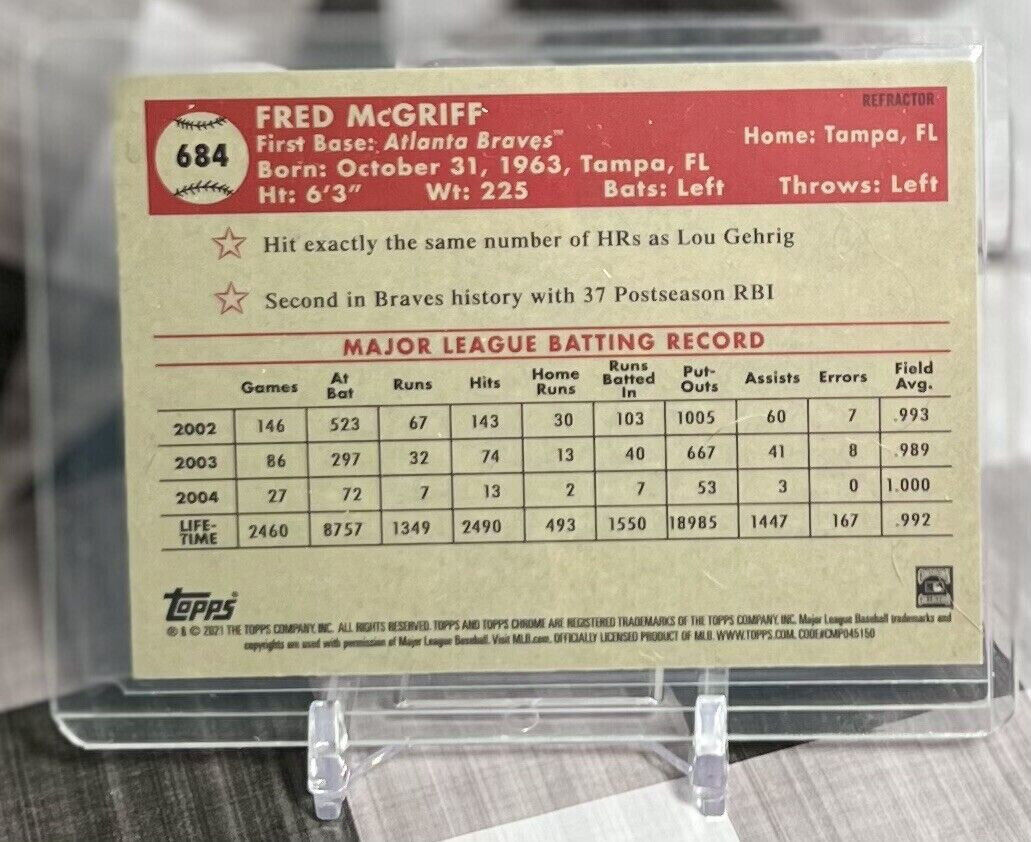 REFRACTOR
684
FRED McGRIFF
First Base: Atlanta Braves™
Home: Tampa, FL
Born: October 31, 1963, Tampa, FL
Ht: 6'3" Wt: 225 Bats: Left Throws: Left
Hit exactly the same number of HRs as Lou Gehrig
Second in Braves history with 37 Postseason RBI
MAJOR LEAGUE BATTING RECORD
Games At Bat Runs Hits Home Runs Runs Batted In Put-Outs Assists Errors Field Avg.
2002 146 523 67 143 30 103 1005 60 7 .993
2003 86 297 32 74 13 40 667 41 8 .989
2004 27 72 7 13 2 7 53 3 0 1.000
LIFE-TIME 2460 8757 1349 2490 493 1550 18985 1447 167 .992
Topps®
® & © 2021 THE TOPPS COMPANY, INC. ALL RIGHTS RESERVED. TOPPS AND TOPPS CHROME ARE REGISTERED TRADEMARKS OF THE TOPPS COMPANY, INC. Major League Baseball trademarks and
copyrights are used with permission of Major League Baseball. Visit MLB.com. OFFICIALLY LICENSED PRODUCT OF MLB. WWW.TOPPS.COM. CODE#CMP045150